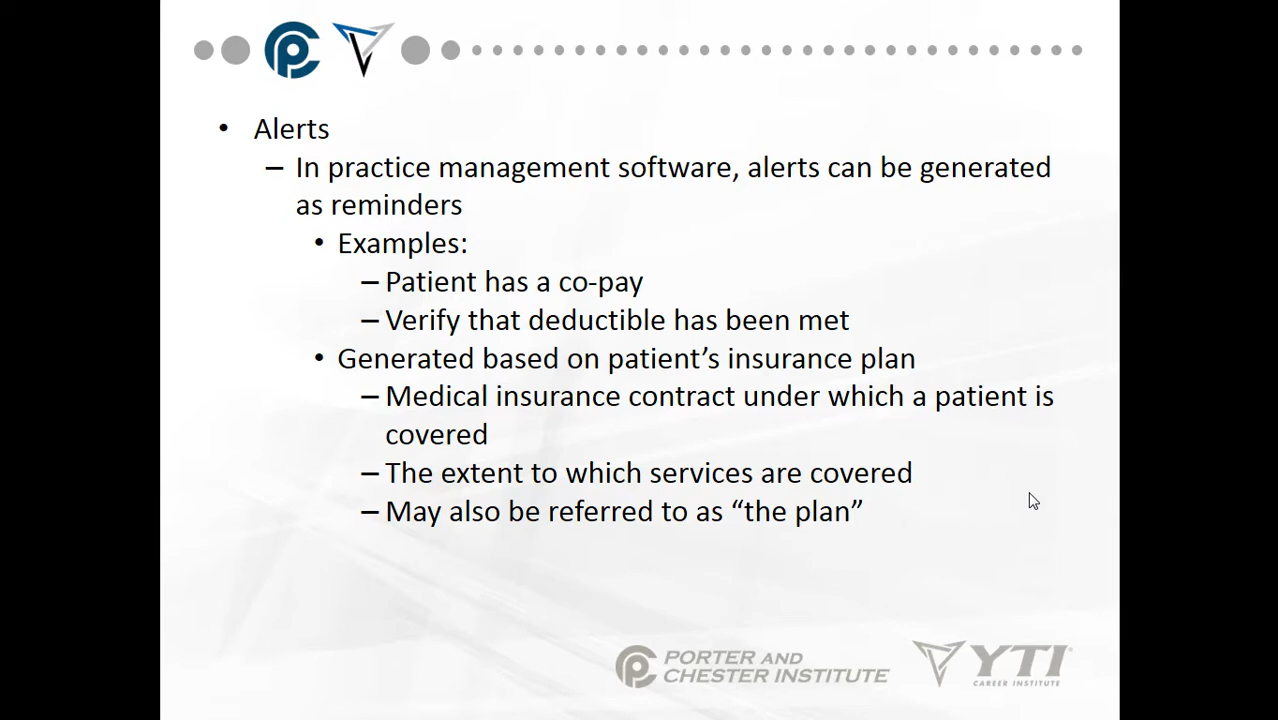 • Alerts
– In practice management software, alerts can be generated
as reminders
• Examples:
– Patient has a co-pay
– Verify that deductible has been met
• Generated based on patient’s insurance plan
– Medical insurance contract under which a patient is
covered
– The extent to which services are covered
– May also be referred to as “the plan”
PORTER AND
CHESTER INSTITUTE
YTI
CAREER INSTITUTE